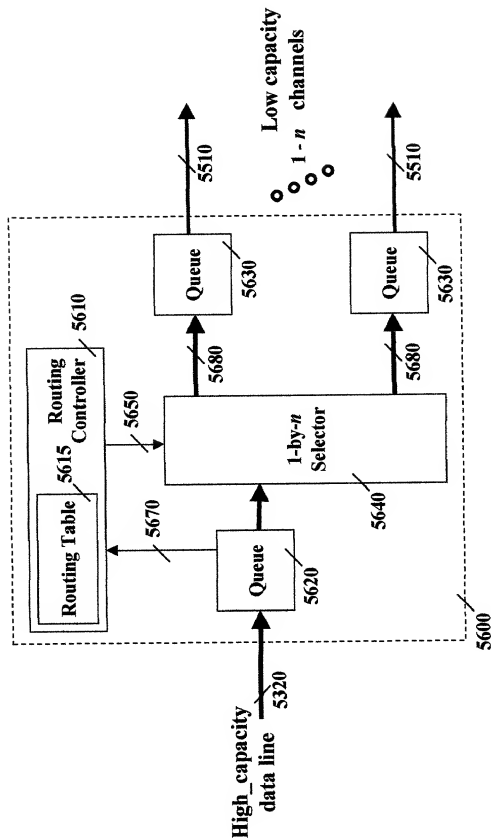 High_capacity
data line
5320
Routing Table
5615
Routing
Controller
5610
5670
5650
Queue
5620
1-by-n
Selector
5640
5680
Queue
5630
5510
Low capacity
1 - n channels
5680
Queue
5630
5510
5600